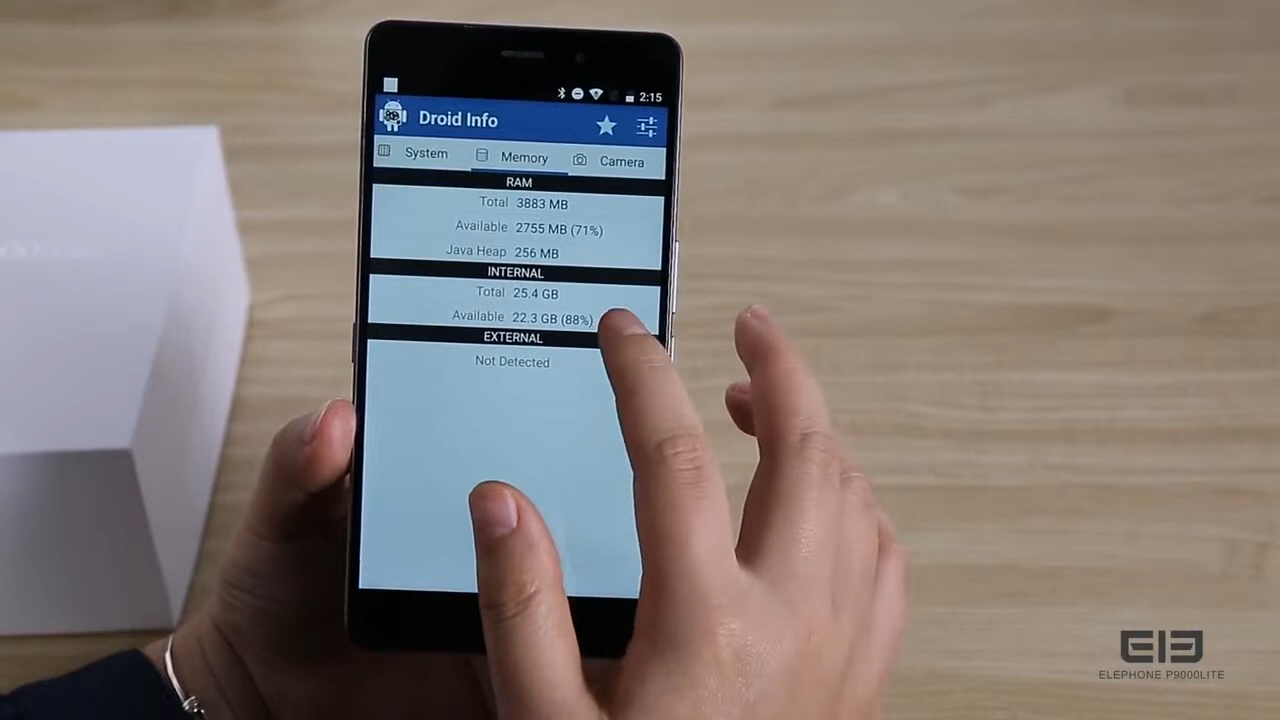 2:15
Droid Info
System Memory Camera
RAM
Total 3883 MB
Available 2755 MB (71%)
Java Heap 256 MB
INTERNAL
Total 25.4 GB
Available 22.3 GB (88%)
EXTERNAL
Not Detected
ELEPHONE P9000LITE